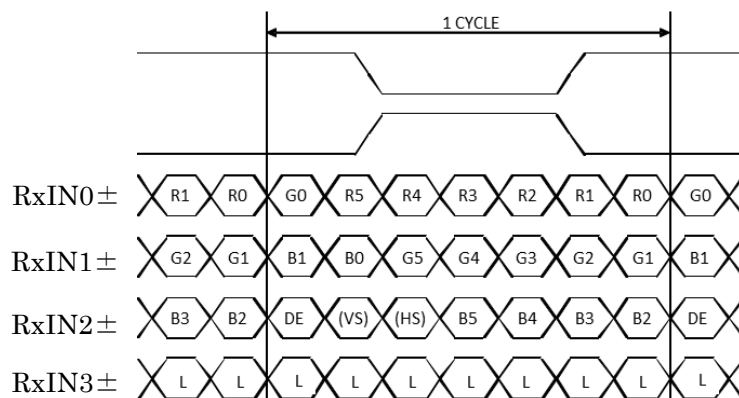 1 CYCLE
RxIN0± R1 R0 G0 R5 R4 R3 R2 R1 R0 G0
RxIN1± G2 G1 B1 B0 G5 G4 G3 G2 G1 B1
RxIN2± B3 B2 DE (VS) (HS) B5 B4 B3 B2 DE
RxIN3± L L L L L L L L L L